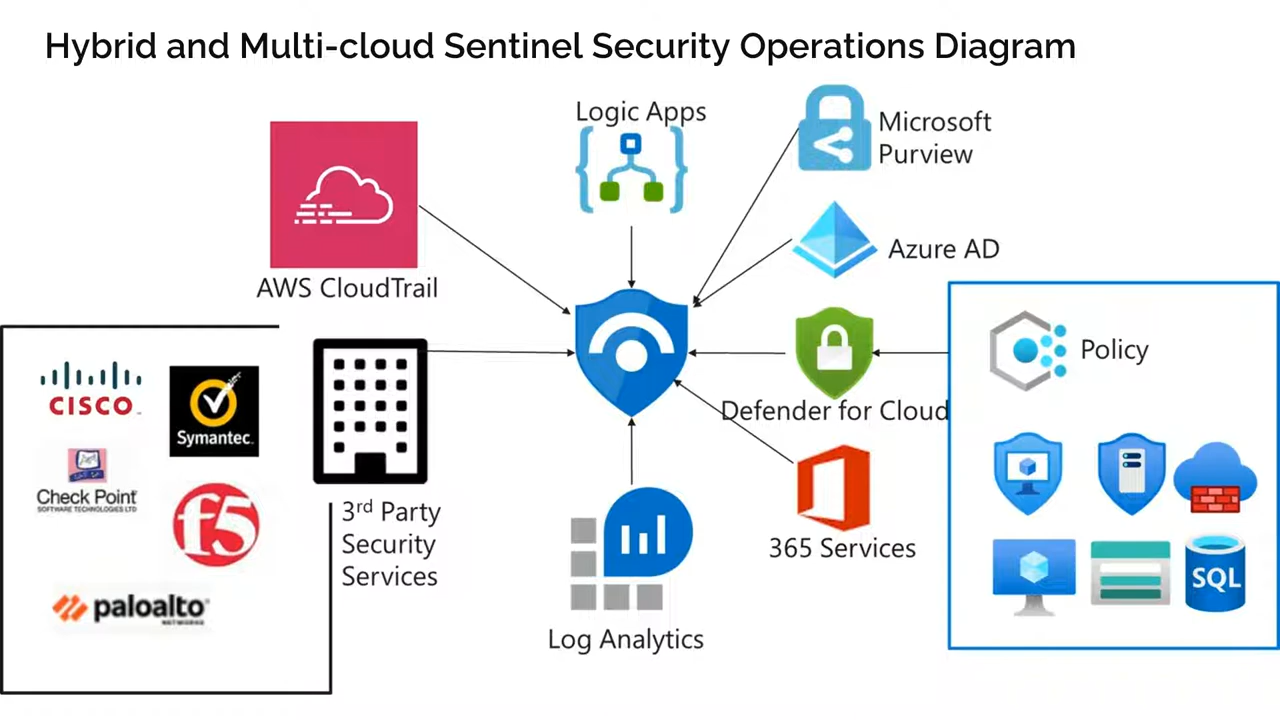 Hybrid and Multi-cloud Sentinel Security Operations Diagram
Logic Apps
Microsoft
Purview
AWS CloudTrail
Azure AD
Policy
Defender for Cloud
CISCO
Symantec.
Check Point
SOFTWARE TECHNOLOGIES LTD
f5
paloalto
NETWORKS
3rd Party
Security
Services
365 Services
SQL
Log Analytics